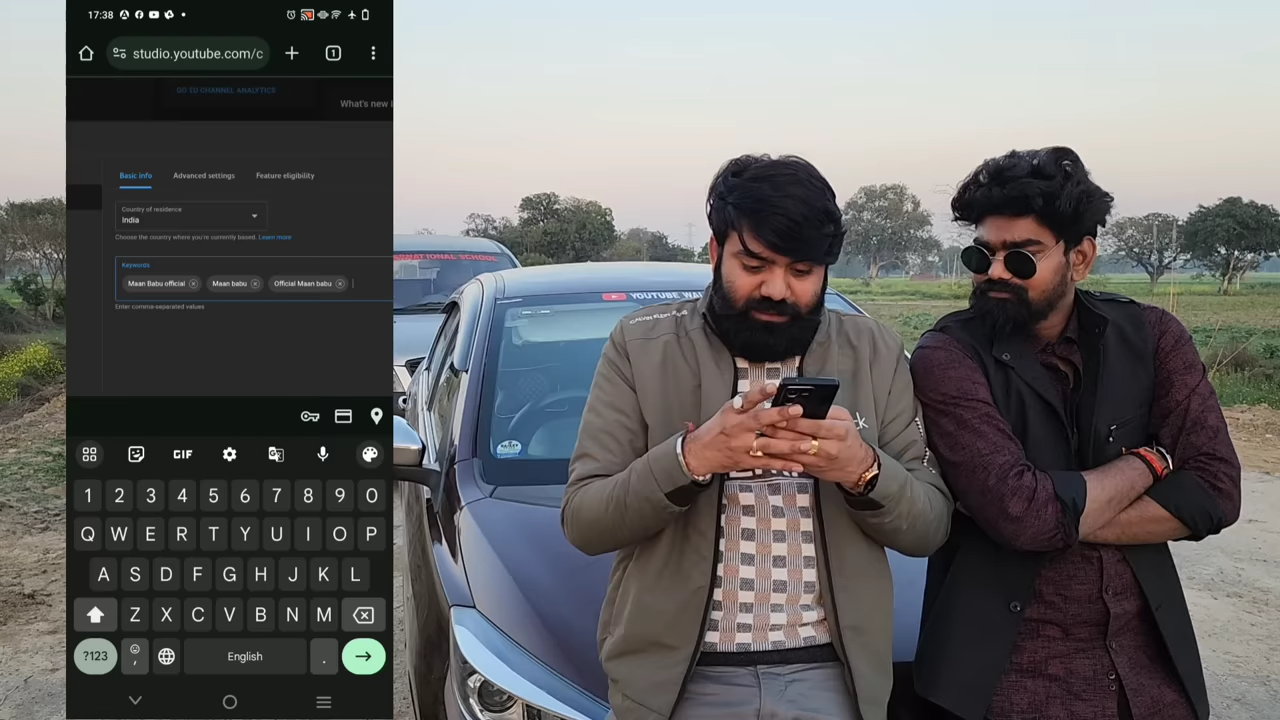 17:38
studio.youtube.com/c
1
GO TO CHANNEL ANALYTICS
What's new i
Basic info Advanced settings Feature eligibility
Country of residence
India
Choose the country where you're currently based. Learn more
Keywords
Maan Babu official Maan babu Official Maan babu
Enter comma-separated values
GIF
1 2 3 4 5 6 7 8 9 0
Q W E R T Y U I O P
A S D F G H J K L
Z X C V B N M
?123 , English .
NATIONAL SCHOOL
YOUTUBE WA